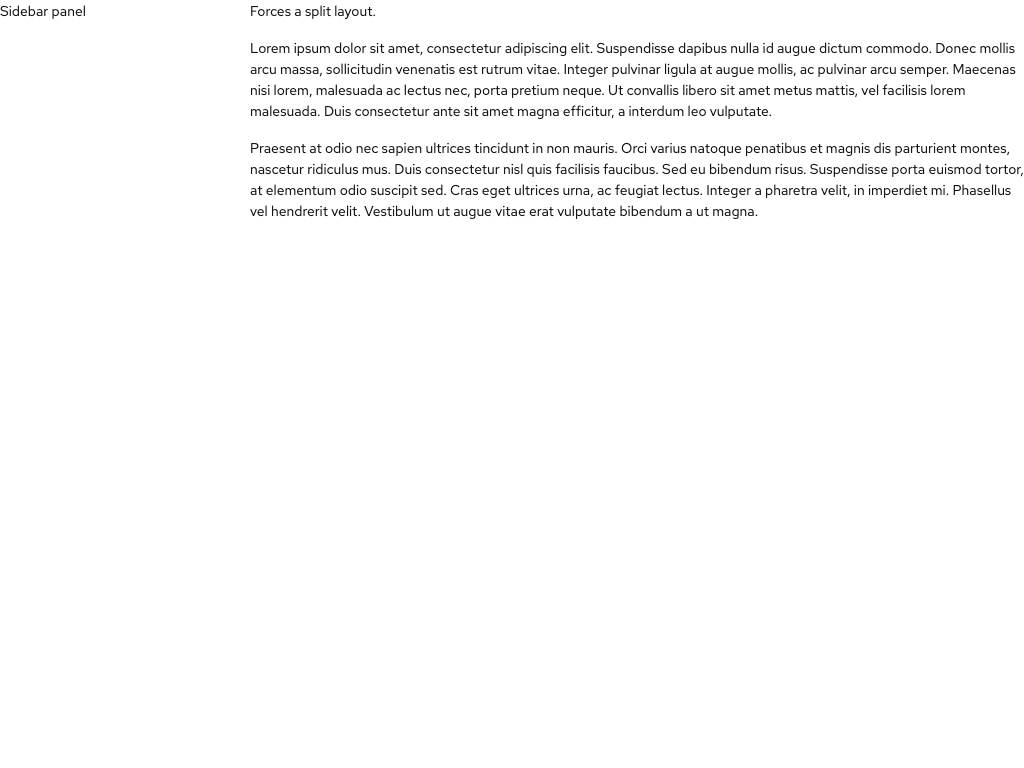 Sidebar panel
Forces a split layout.
Lorem ipsum dolor sit amet, consectetur adipiscing elit. Suspendisse dapibus nulla id augue dictum commodo. Donec mollis
arcu massa, sollicitudin venenatis est rutrum vitae. Integer pulvinar ligula at augue mollis, ac pulvinar arcu semper. Maecenas
nisi lorem, malesuada ac lectus nec, porta pretium neque. Ut convallis libero sit amet metus mattis, vel facilisis lorem
malesuada. Duis consectetur ante sit amet magna efficitur, a interdum leo vulputate.
Praesent at odio nec sapien ultrices tincidunt in non mauris. Orci varius natoque penatibus et magnis dis parturient montes,
nascetur ridiculus mus. Duis consectetur nisl quis facilisis faucibus. Sed eu bibendum risus. Suspendisse porta euismod tortor,
at elementum odio suscipit sed. Cras eget ultrices urna, ac feugiat lectus. Integer a pharetra velit, in imperdiet mi. Phasellus
vel hendrerit velit. Vestibulum ut augue vitae erat vulputate bibendum a ut magna.